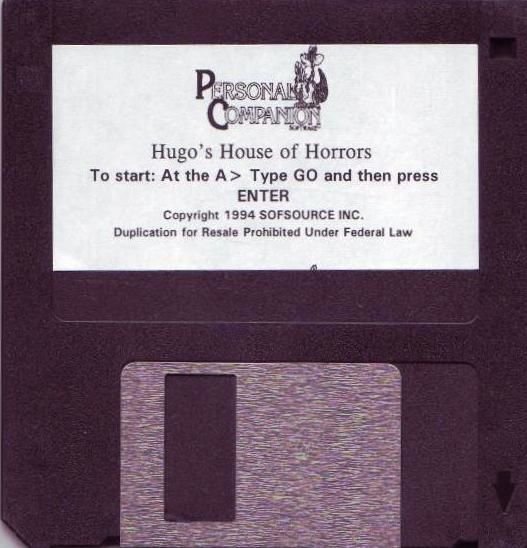 PERSONAL
COMPANION
SOFTWARE
Hugo's House of Horrors
To start: At the A> Type GO and then press
ENTER
Copyright 1994 SOFSOURCE INC.
Duplication for Resale Prohibited Under Federal Law